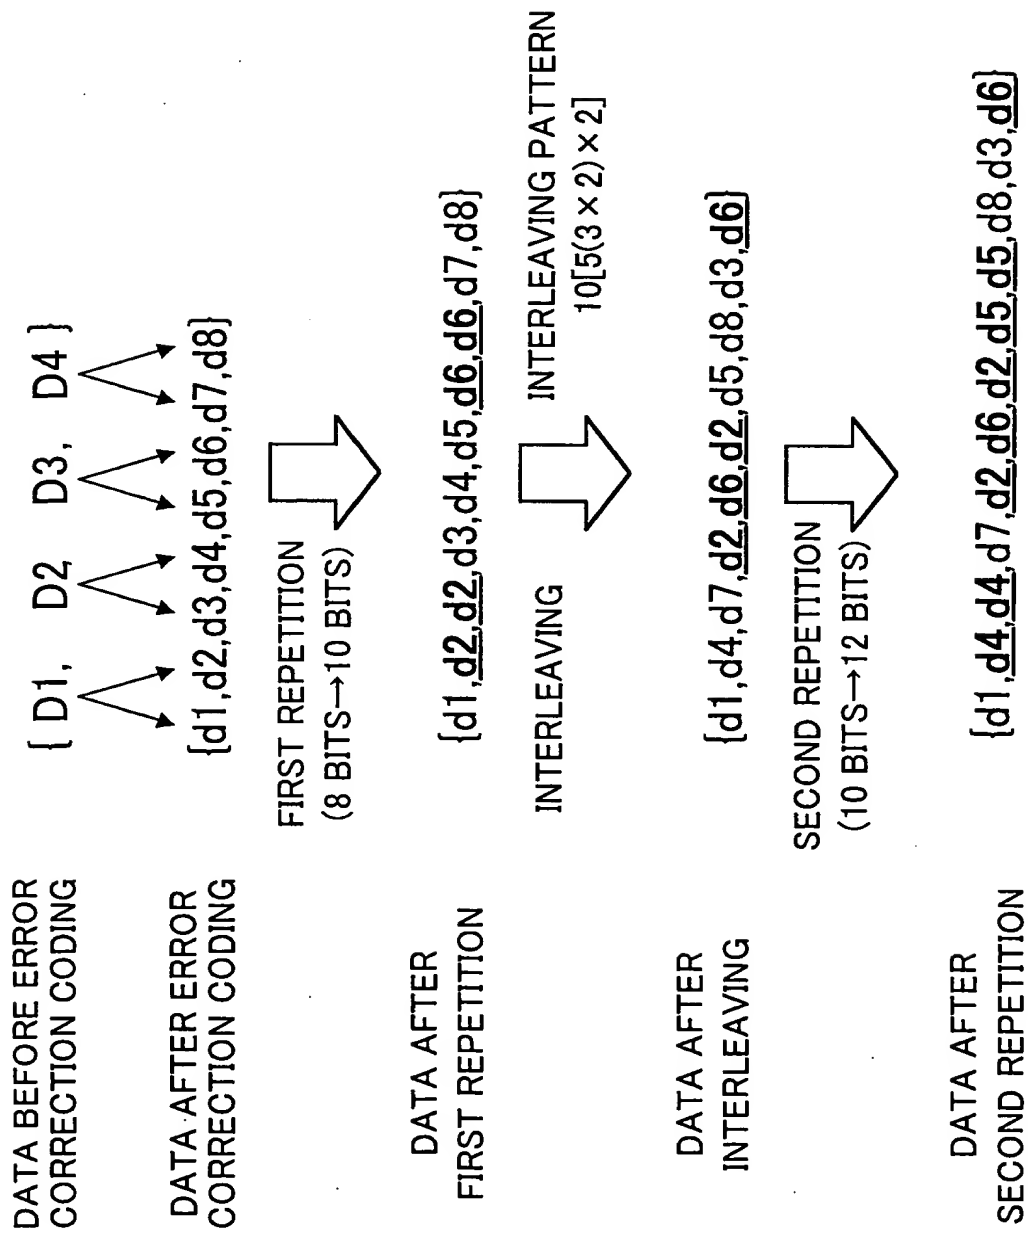 DATA BEFORE ERROR
CORRECTION CODING
{ D1, D2, D3, D4 }
DATA AFTER ERROR
CORRECTION CODING
{d1,d2,d3,d4,d5,d6,d7,d8}
FIRST REPETITION
(8 BITS→10 BITS)
DATA AFTER
FIRST REPETITION
{d1,d2,d2,d3,d4,d5,d6,d6,d7,d8}
INTERLEAVING
INTERLEAVING PATTERN
10[5(3×2)×2]
DATA AFTER
INTERLEAVING
{d1,d4,d7,d2,d6,d2,d5,d8,d3,d6}
SECOND REPETITION
(10 BITS→12 BITS)
DATA AFTER
SECOND REPETITION
{d1,d4,d4,d7,d2,d6,d2,d5,d5,d8,d3,d6}